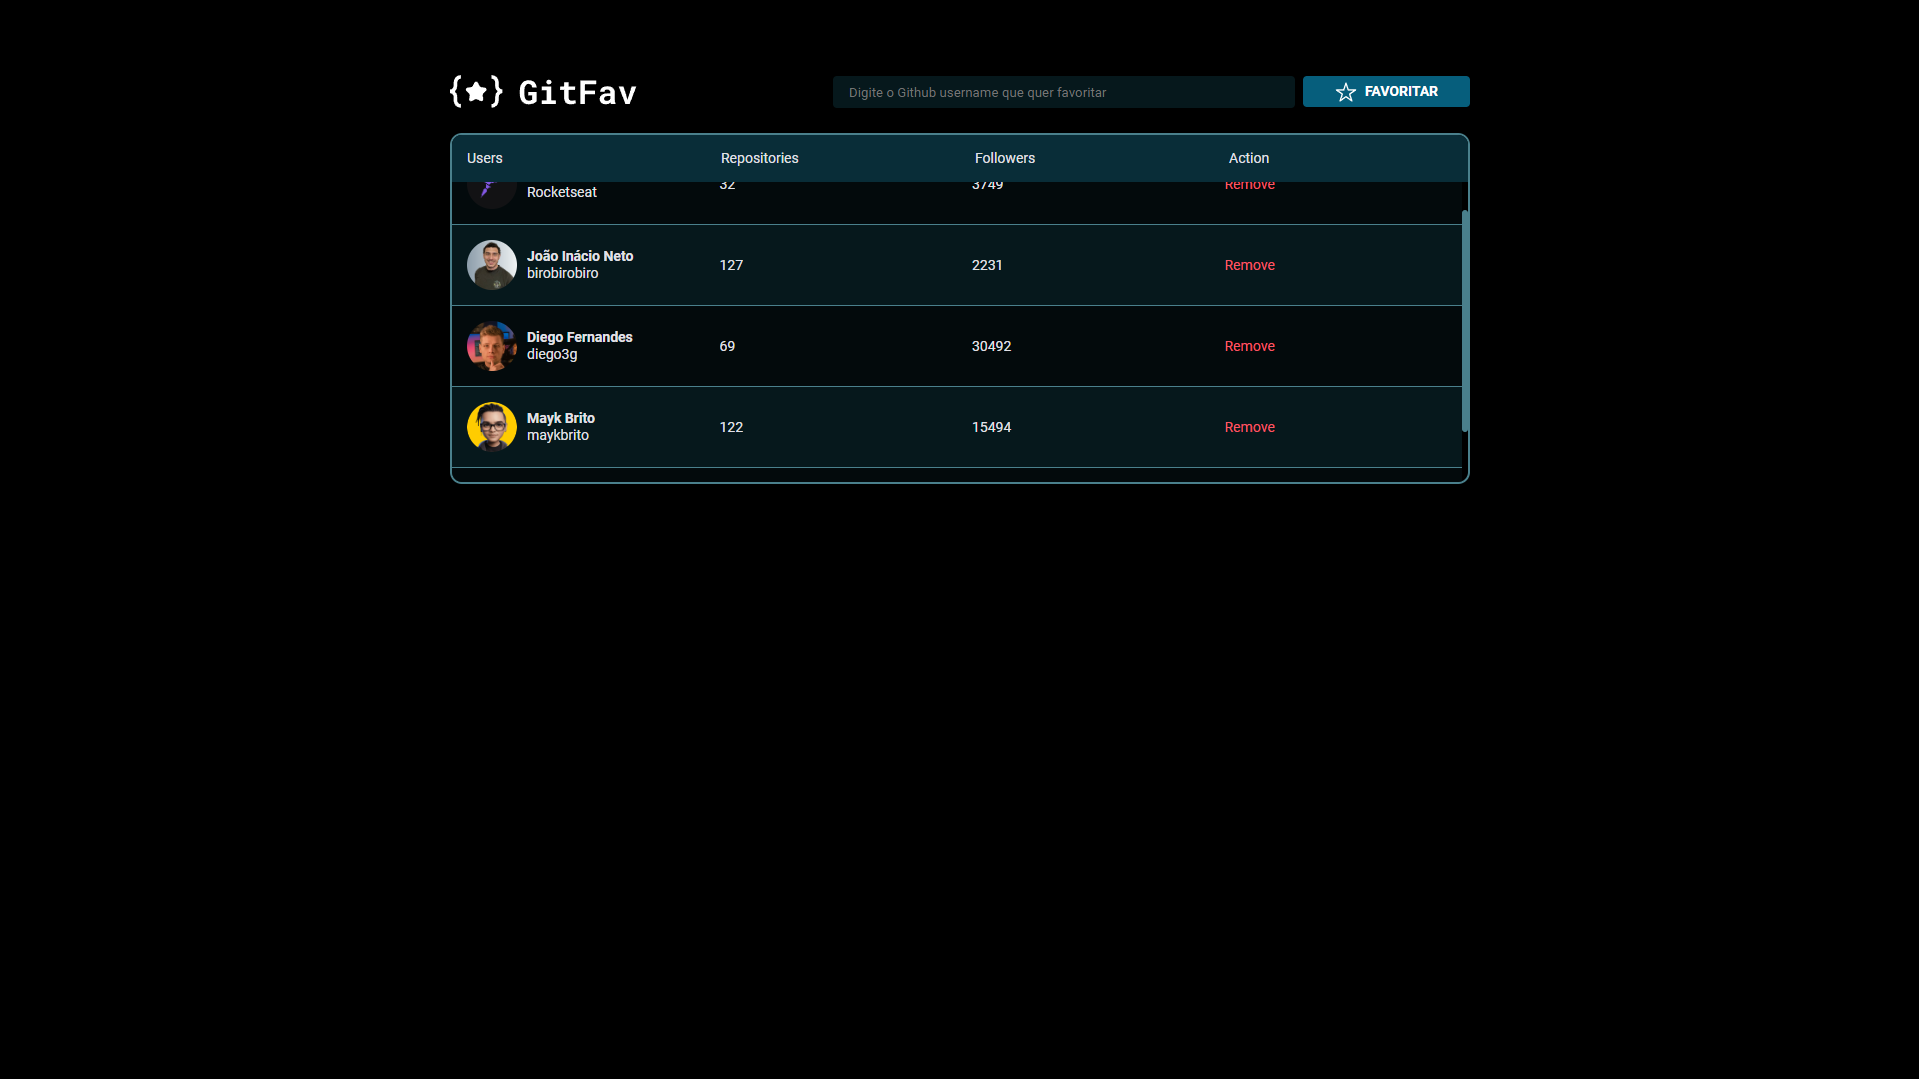 GitFav
Digite o Github username que quer favoritar
FAVORITAR
Users Repositories Followers Action
Rocketseat 32 3749 Remove
João Inácio Neto
birobirobiro
127 2231 Remove
Diego Fernandes
diego3g
69 30492 Remove
Mayk Brito
maykbrito
122 15494 Remove